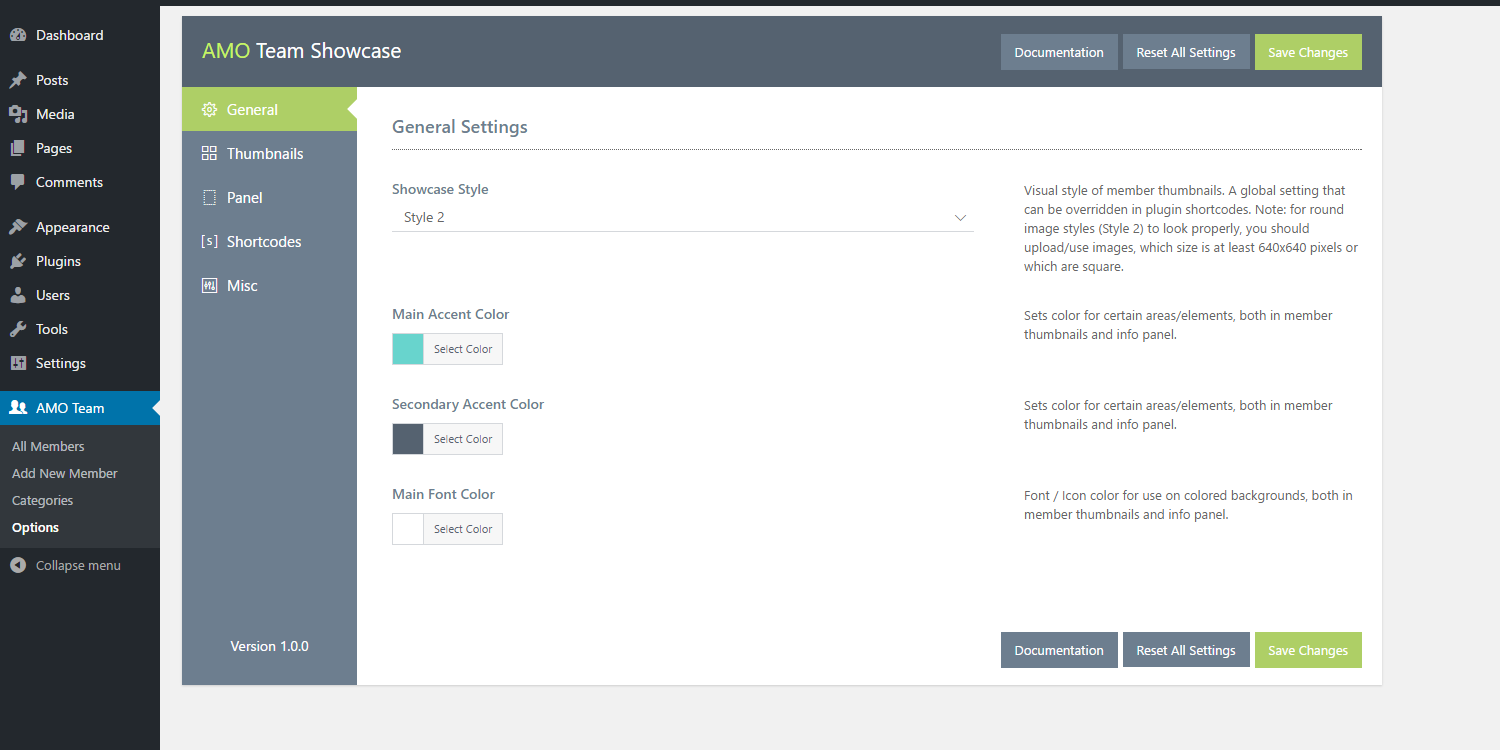 Dashboard
Posts
Media
Pages
Comments
Appearance
Plugins
Users
Tools
Settings
AMO Team
All Members
Add New Member
Categories
Options
Collapse menu
AMO Team Showcase
Documentation
Reset All Settings
Save Changes
General
Thumbnails
Panel
[s] Shortcodes
Misc
Version 1.0.0
General Settings
Showcase Style
Style 2
Visual style of member thumbnails. A global setting that
can be overridden in plugin shortcodes. Note: for round
image styles (Style 2) to look properly, you should
upload/use images, which size is at least 640x640 pixels or
which are square.
Main Accent Color
Select Color
Sets color for certain areas/elements, both in member
thumbnails and info panel.
Secondary Accent Color
Select Color
Sets color for certain areas/elements, both in member
thumbnails and info panel.
Main Font Color
Select Color
Font / Icon color for use on colored backgrounds, both in
member thumbnails and info panel.
Documentation
Reset All Settings
Save Changes